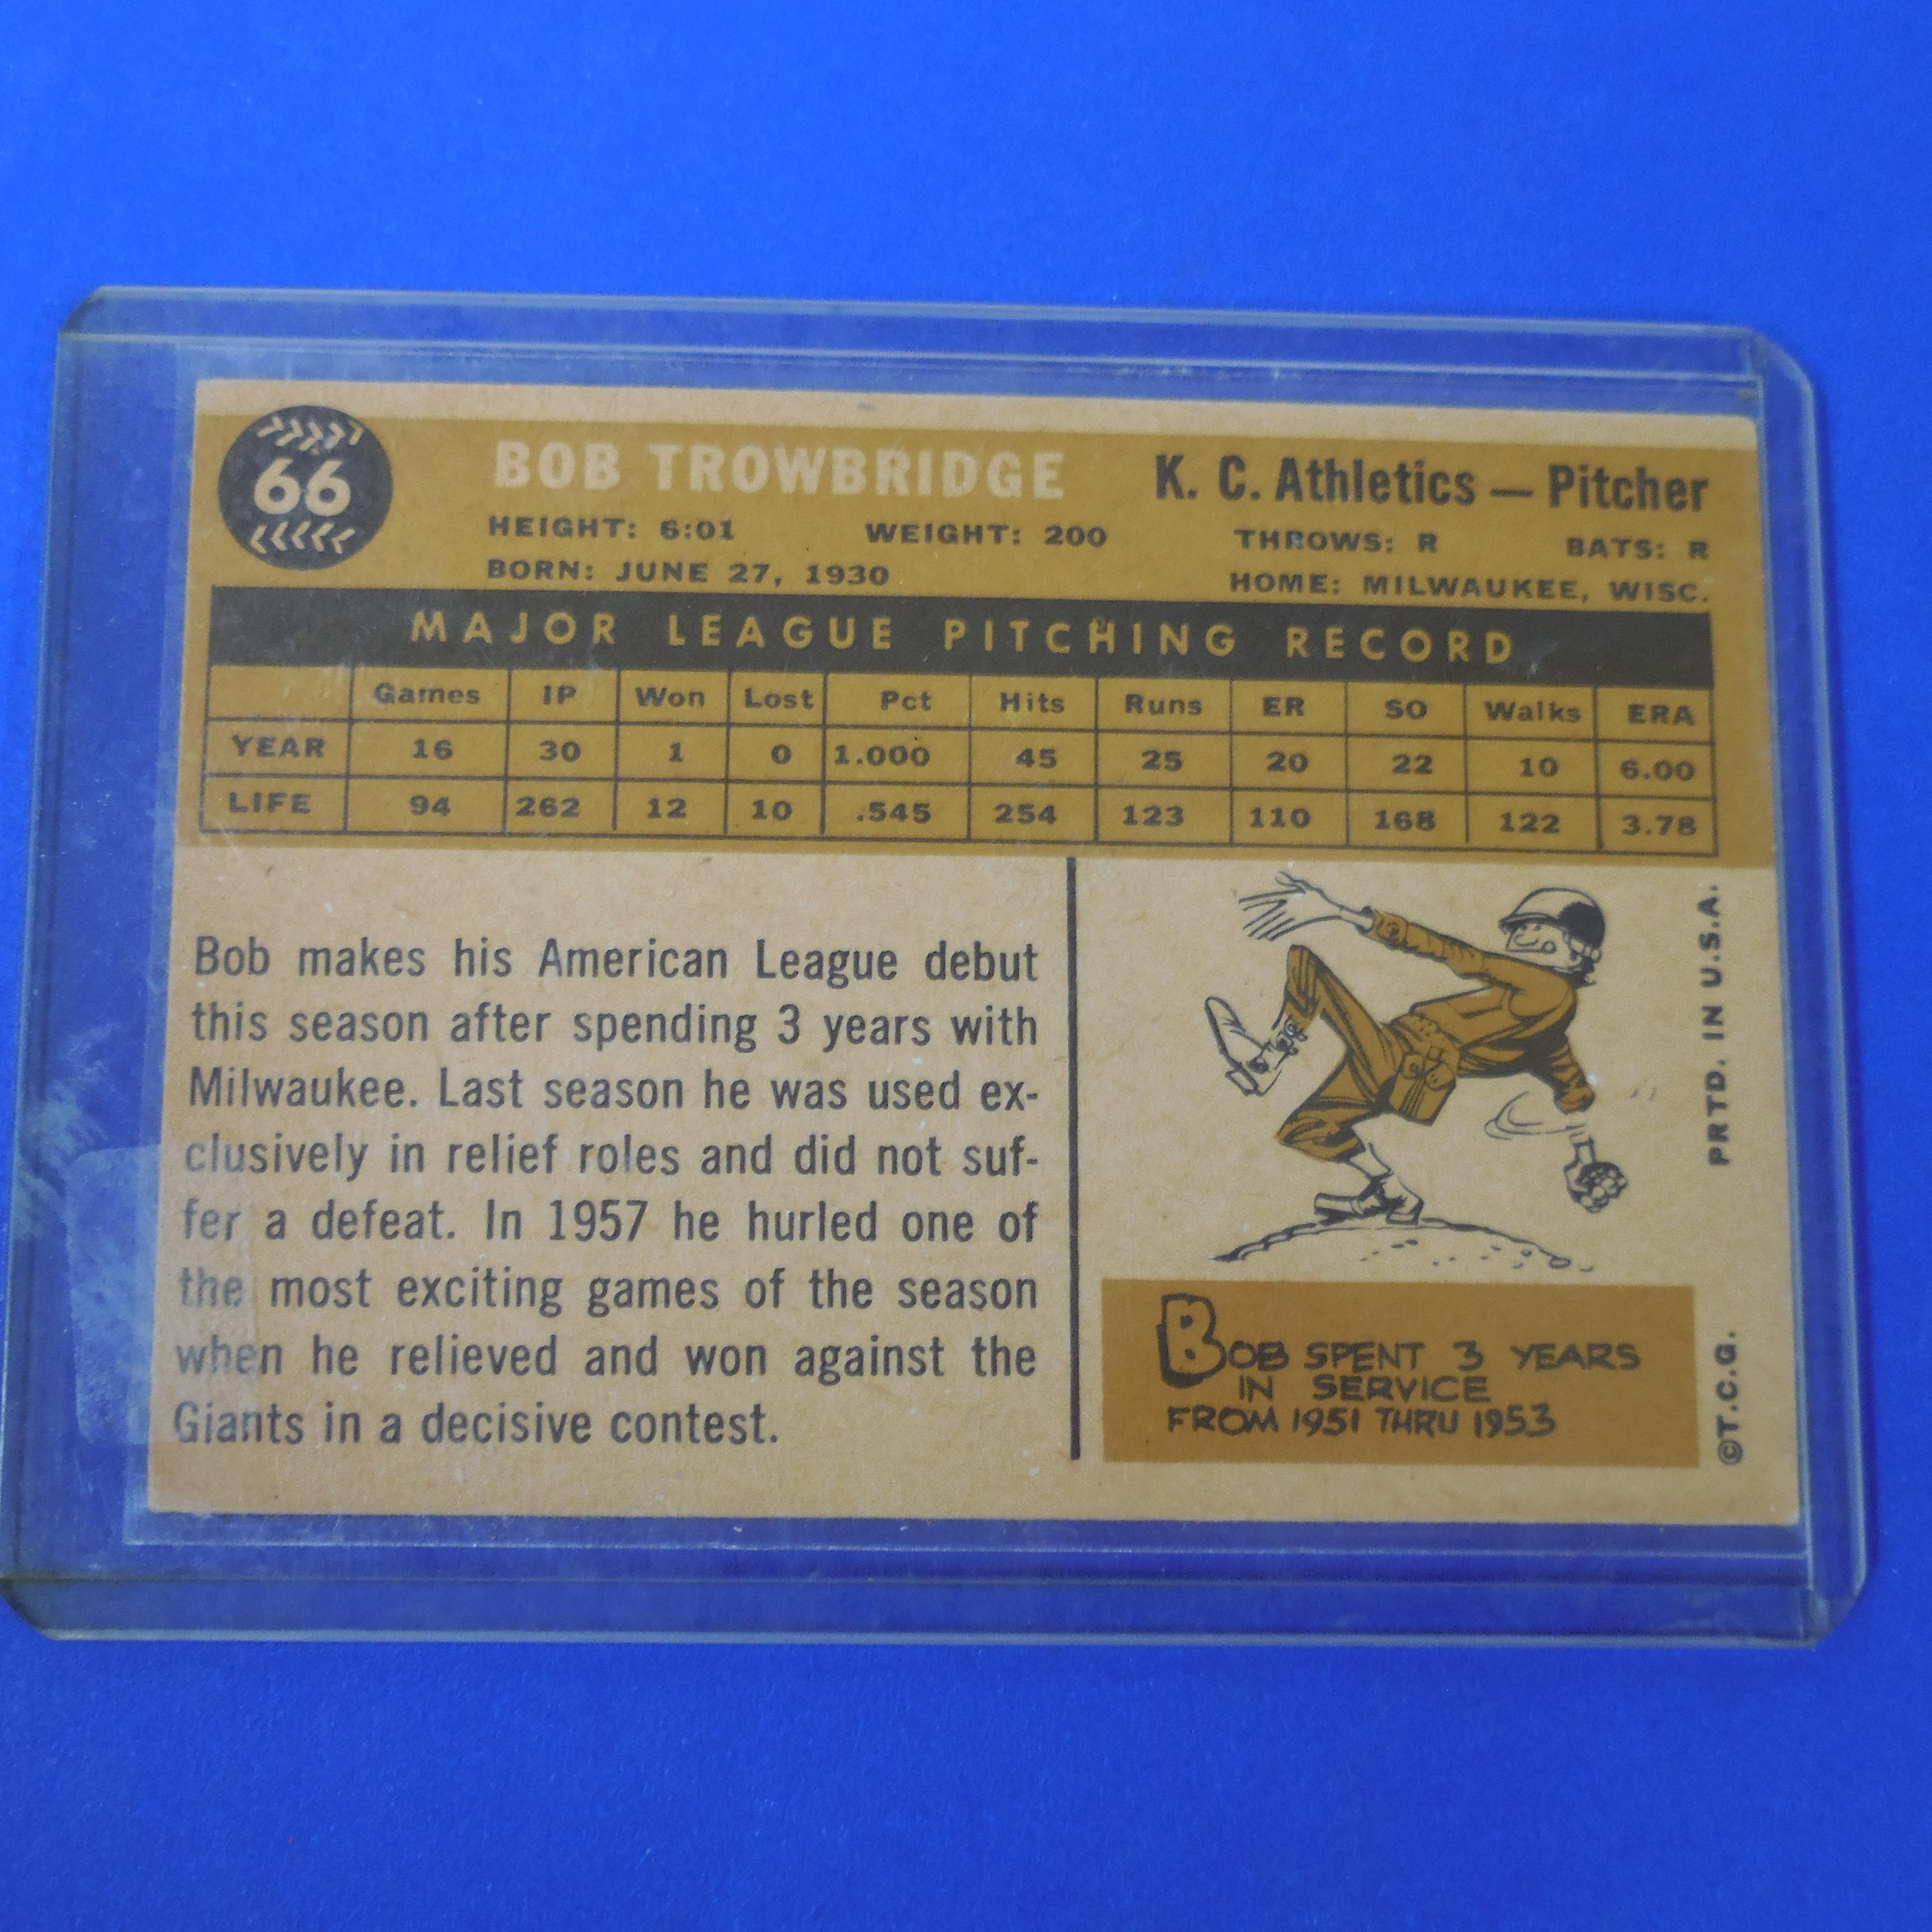 66
BOB TROWBRIDGE
K. C. Athletics — Pitcher
HEIGHT: 6:01 WEIGHT: 200 THROWS: R BATS: R
BORN: JUNE 27, 1930 HOME: MILWAUKEE, WISC.
MAJOR LEAGUE PITCHING RECORD
Games IP Won Lost Pct Hits Runs ER SO Walks ERA
YEAR 16 30 1 0 1.000 45 25 20 22 10 6.00
LIFE 94 262 12 10 .545 254 123 110 168 122 3.78
Bob makes his American League debut
this season after spending 3 years with
Milwaukee. Last season he was used ex-
clusively in relief roles and did not suf-
fer a defeat. In 1957 he hurled one of
the most exciting games of the season
when he relieved and won against the
Giants in a decisive contest.
BOB SPENT 3 YEARS
IN SERVICE
FROM 1951 THRU 1953
©T.C.G. PRTD. IN U.S.A.